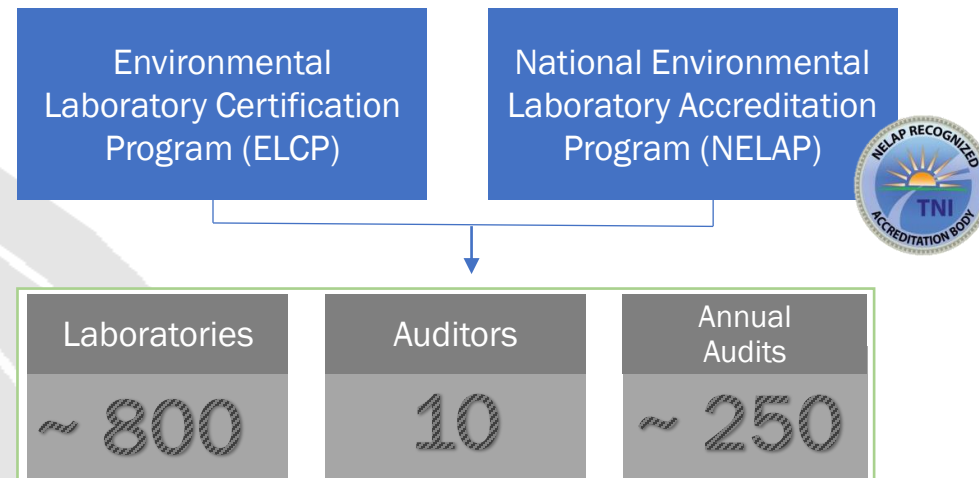 Environmental
Laboratory Certification
Program (ELCP)
National Environmental
Laboratory Accreditation
Program (NELAP)
NELAP RECOGNIZED
TNI
ACCREDITATION BODY
Laboratories
Auditors
Annual
Audits
~ 800
10
~ 250